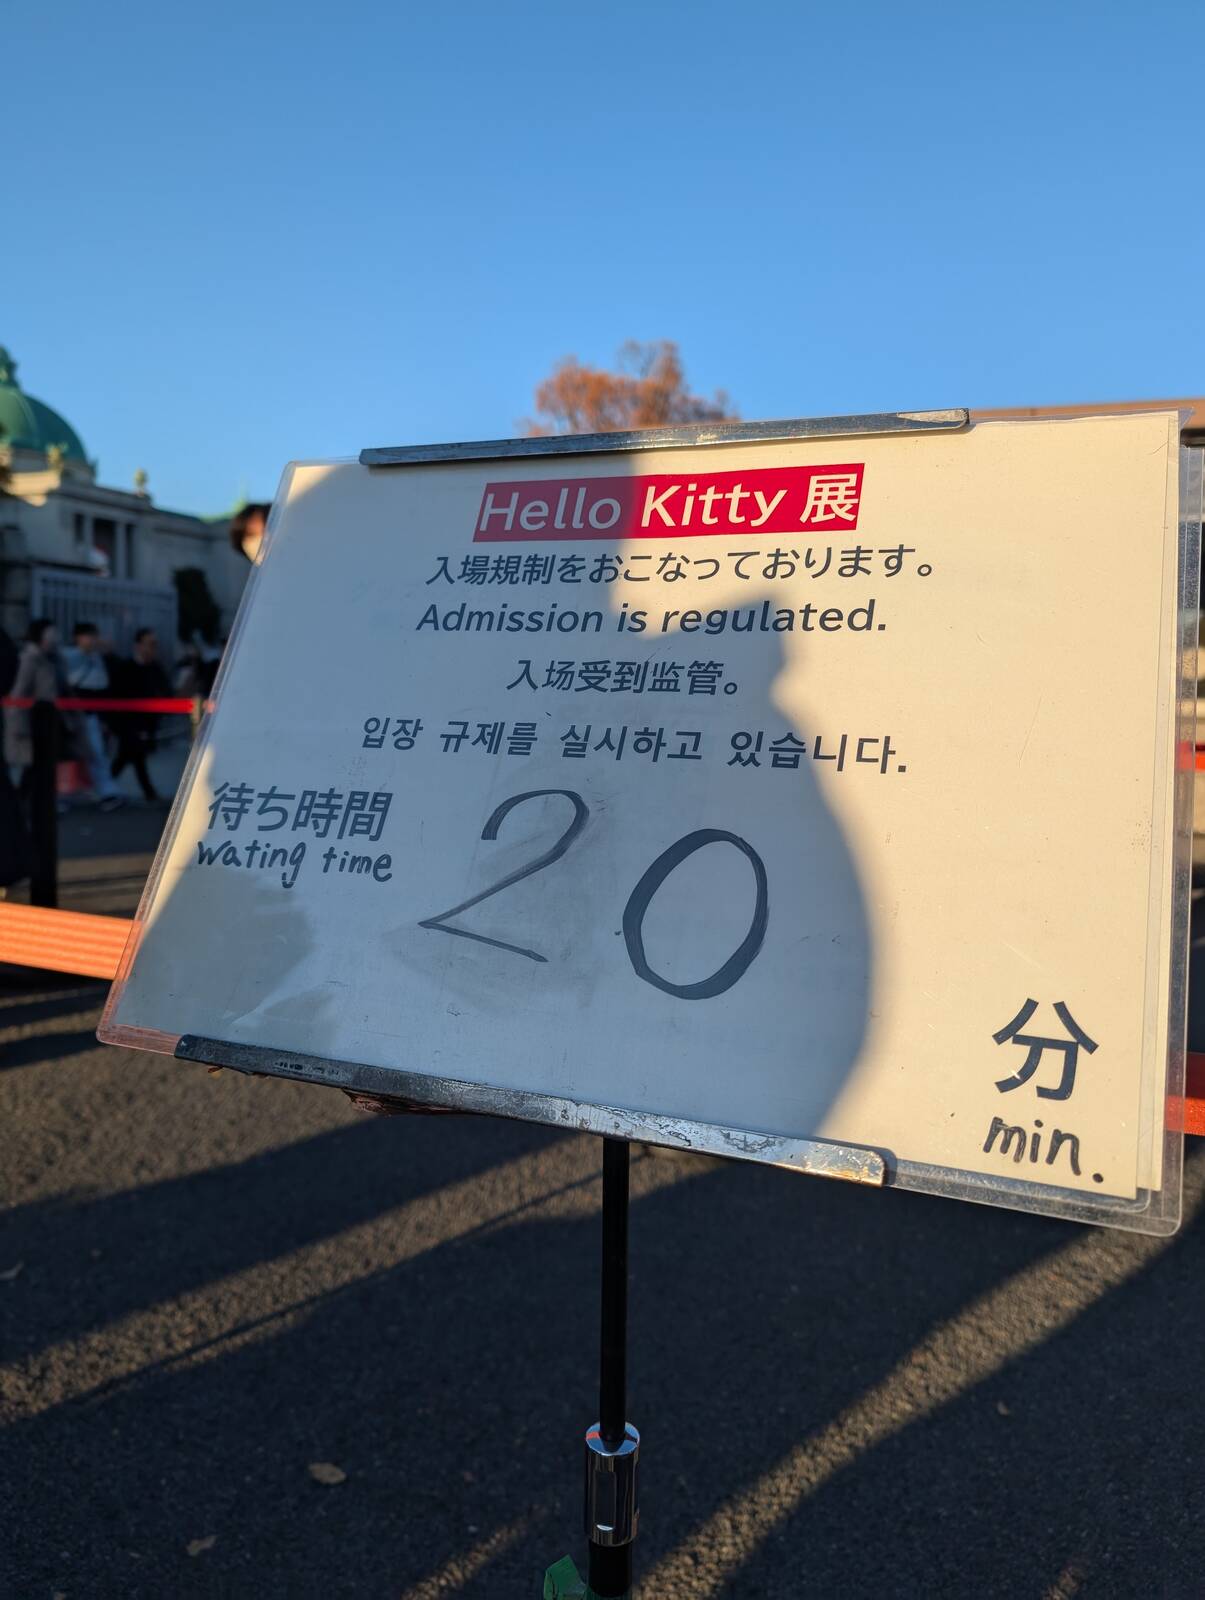 Hello Kitty 展
入場規制をおこなっております。
Admission is regulated.
入场受到监管。
입장 규제를 실시하고 있습니다.
待ち時間
wating time
20
分
min.